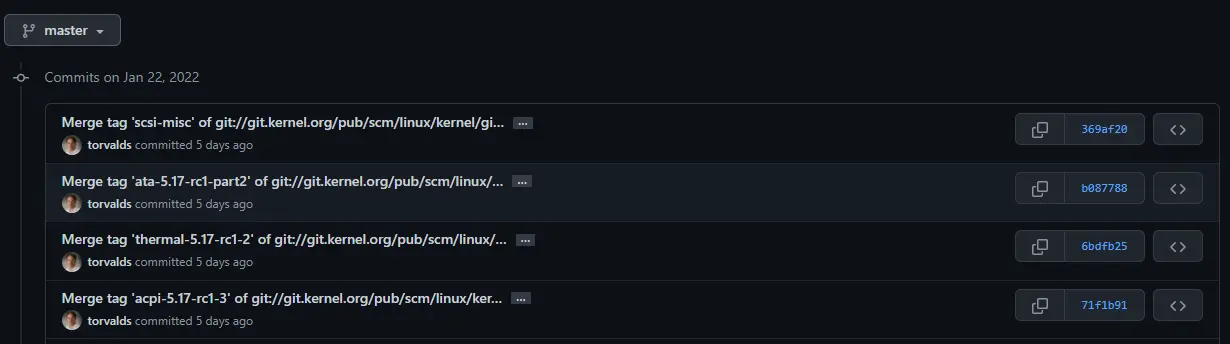 master
Commits on Jan 22, 2022
Merge tag 'scsi-misc' of git://git.kernel.org/pub/scm/linux/kernel/gi... ...
369af20
torvalds committed 5 days ago
Merge tag 'ata-5.17-rc1-part2' of git://git.kernel.org/pub/scm/linux/... ...
b087788
torvalds committed 5 days ago
Merge tag 'thermal-5.17-rc1-2' of git://git.kernel.org/pub/scm/linux/... ...
6bdfb25
torvalds committed 5 days ago
Merge tag 'acpi-5.17-rc1-3' of git://git.kernel.org/pub/scm/linux/ker... ...
71f1b91
torvalds committed 5 days ago